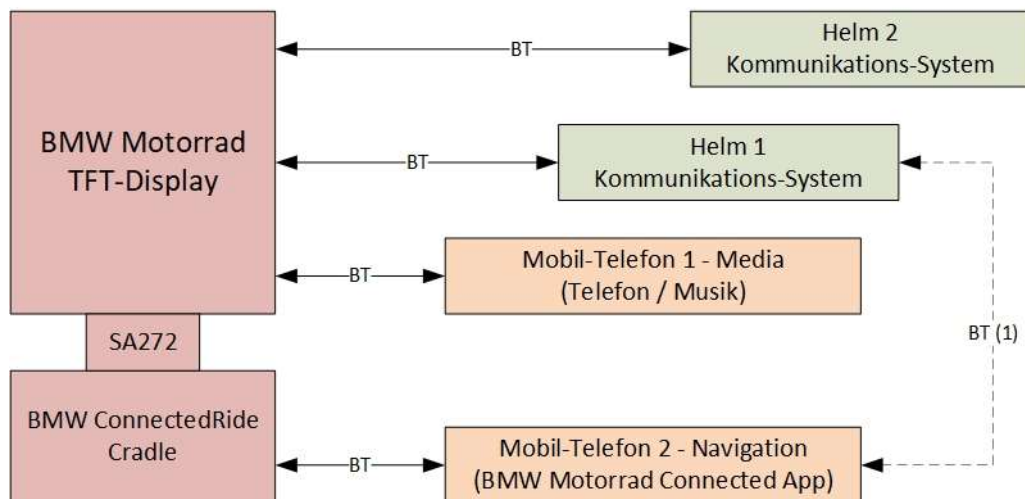 BMW Motorrad
TFT-Display
BT
Helm 2
Kommunikations-System
BT
Helm 1
Kommunikations-System
BT
Mobil-Telefon 1 - Media
(Telefon / Musik)
SA272
BT (1)
BMW ConnectedRide
Cradle
BT
Mobil-Telefon 2 - Navigation
(BMW Motorrad Connected App)